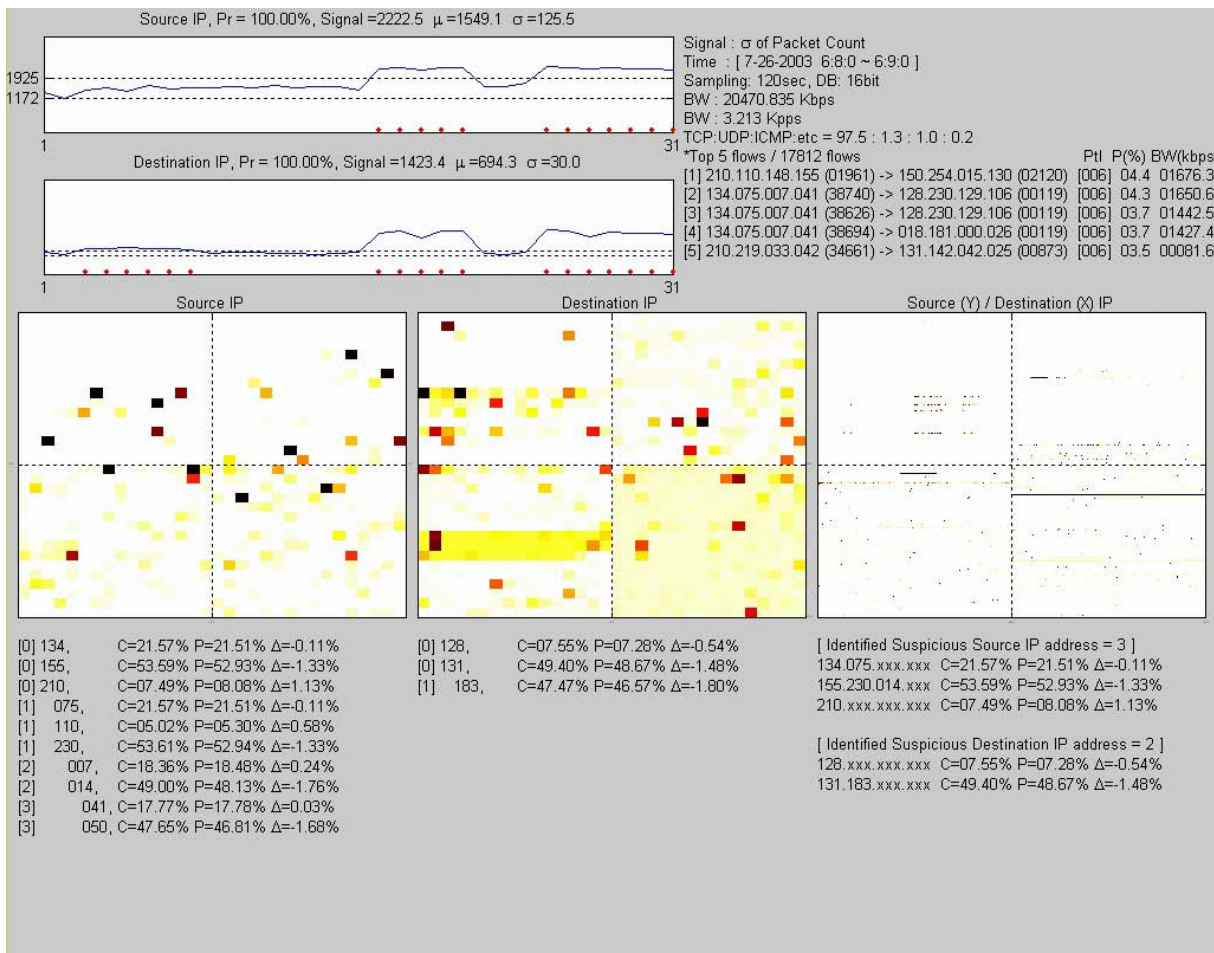 Source IP, Pr = 100.00%, Signal =2222.5 μ =1549.1 σ =125.5
1925
1172
1
31
Destination IP, Pr = 100.00%, Signal =1423.4 μ =694.3 σ =30.0
1
31
Signal : σ of Packet Count
Time : [ 7-26-2003 6:8:0 ~ 6:9:0 ]
Sampling: 120sec, DB: 16bit
BW : 20470.835 Kbps
BW : 3.213 Kpps
TCP:UDP:ICMP:etc = 97.5 : 1.3 : 1.0 : 0.2
*Top 5 flows / 17812 flows Ptl P(%) BW(kbps
[1] 210.110.148.155 (01961) -> 150.254.015.130 (02120) [006] 04.4 01676.3
[2] 134.075.007.041 (38740) -> 128.230.129.106 (00119) [006] 04.3 01650.6
[3] 134.075.007.041 (38626) -> 128.230.129.106 (00119) [006] 03.7 01442.5
[4] 134.075.007.041 (38694) -> 018.181.000.026 (00119) [006] 03.7 01427.4
[5] 210.219.033.042 (34661) -> 131.142.042.025 (00873) [006] 03.5 00081.6
Source IP
Destination IP
Source (Y) / Destination (X) IP
[0] 134, C=21.57% P=21.51% Δ=-0.11%
[0] 155, C=53.59% P=52.93% Δ=-1.33%
[0] 210, C=07.49% P=08.08% Δ=1.13%
[1] 075, C=21.57% P=21.51% Δ=-0.11%
[1] 110, C=05.02% P=05.30% Δ=0.58%
[1] 230, C=53.61% P=52.94% Δ=-1.33%
[2] 007, C=18.36% P=18.48% Δ=0.24%
[2] 014, C=49.00% P=48.13% Δ=-1.76%
[3] 041, C=17.77% P=17.78% Δ=0.03%
[3] 050, C=47.65% P=46.81% Δ=-1.68%
[0] 128, C=07.55% P=07.28% Δ=-0.54%
[0] 131, C=49.40% P=48.67% Δ=-1.48%
[1] 183, C=47.47% P=46.57% Δ=-1.80%
[ Identified Suspicious Source IP address = 3 ]
134.075.xxx.xxx C=21.57% P=21.51% Δ=-0.11%
155.230.014.xxx C=53.59% P=52.93% Δ=-1.33%
210.xxx.xxx.xxx C=07.49% P=08.08% Δ=1.13%
[ Identified Suspicious Destination IP address = 2 ]
128.xxx.xxx.xxx C=07.55% P=07.28% Δ=-0.54%
131.183.xxx.xxx C=49.40% P=48.67% Δ=-1.48%